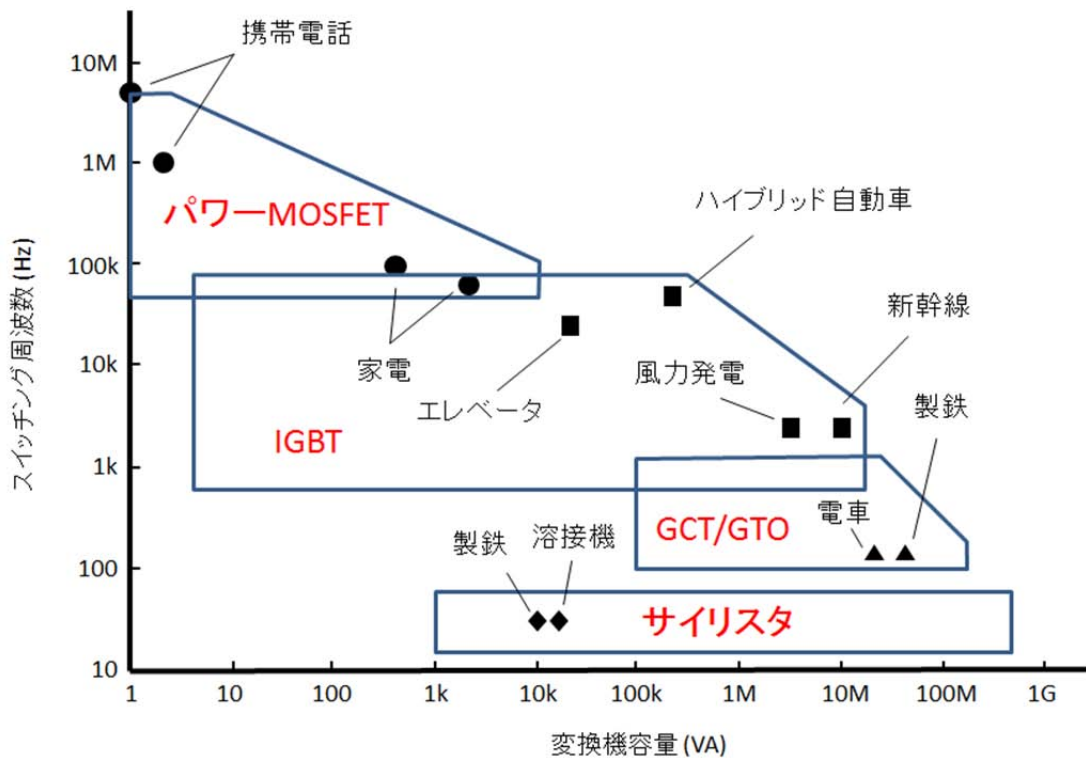 携帯電話
10M
1M
パワーMOSFET
ハイブリッド自動車
100k
新幹線
家電
風力発電
10k
エレベータ
製鉄
IGBT
1k
電車
GCT/GTO
製鉄
溶接機
100
サイリスタ
10
スイッチング周波数(Hz)
1 10 100 1k 10k 100k 1M 10M 100M 1G
変換機容量(VA)